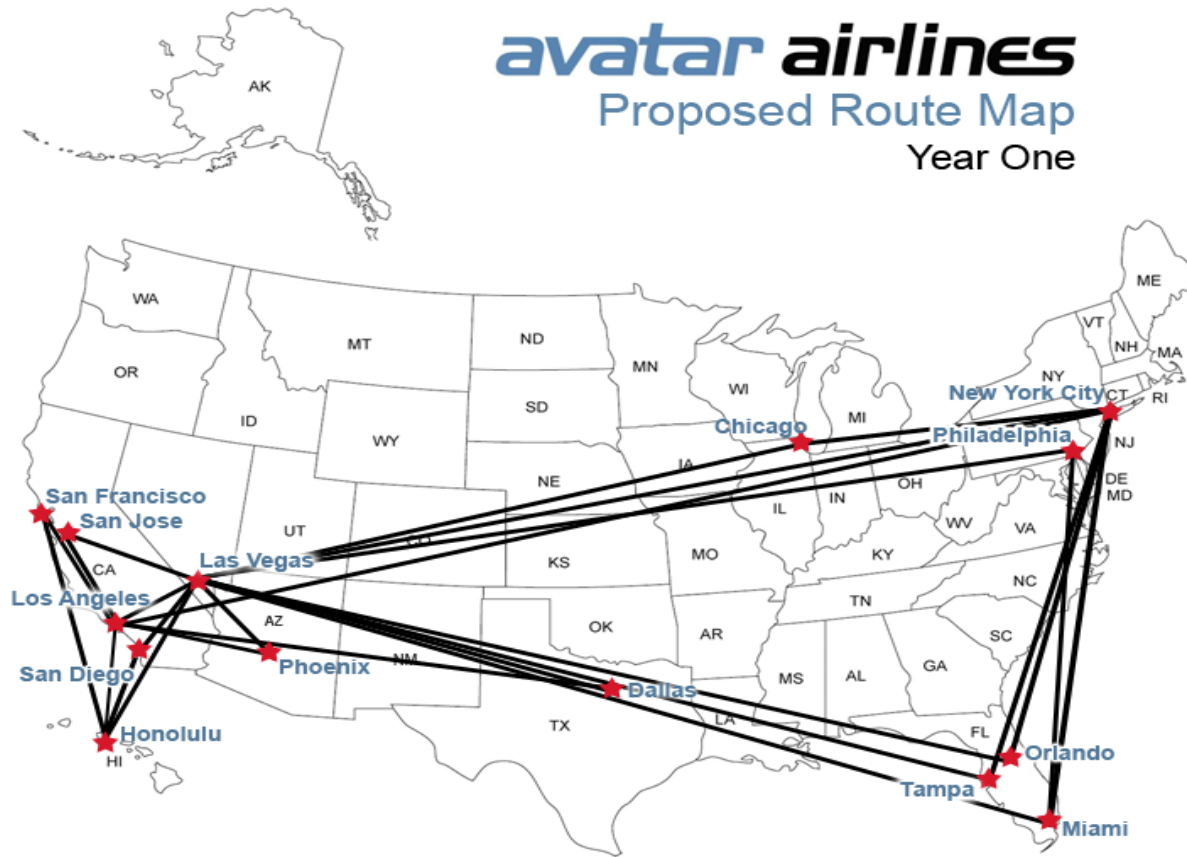 avatar airlines
Proposed Route Map
Year One
AK
WA
OR
CA
ID
MT
WY
UT
CO
AZ
NM
ND
SD
NE
KS
OK
TX
MN
IA
MO
AR
LA
WI
IL
MS
MI
IN
OH
KY
TN
AL
GA
FL
SC
NC
VA
WV
NY
VT
NH
ME
MA
CT
RI
NJ
DE
MD
HI
New York City
Philadelphia
Chicago
San Francisco
San Jose
Las Vegas
Los Angeles
San Diego
Phoenix
Honolulu
Dallas
Orlando
Tampa
Miami